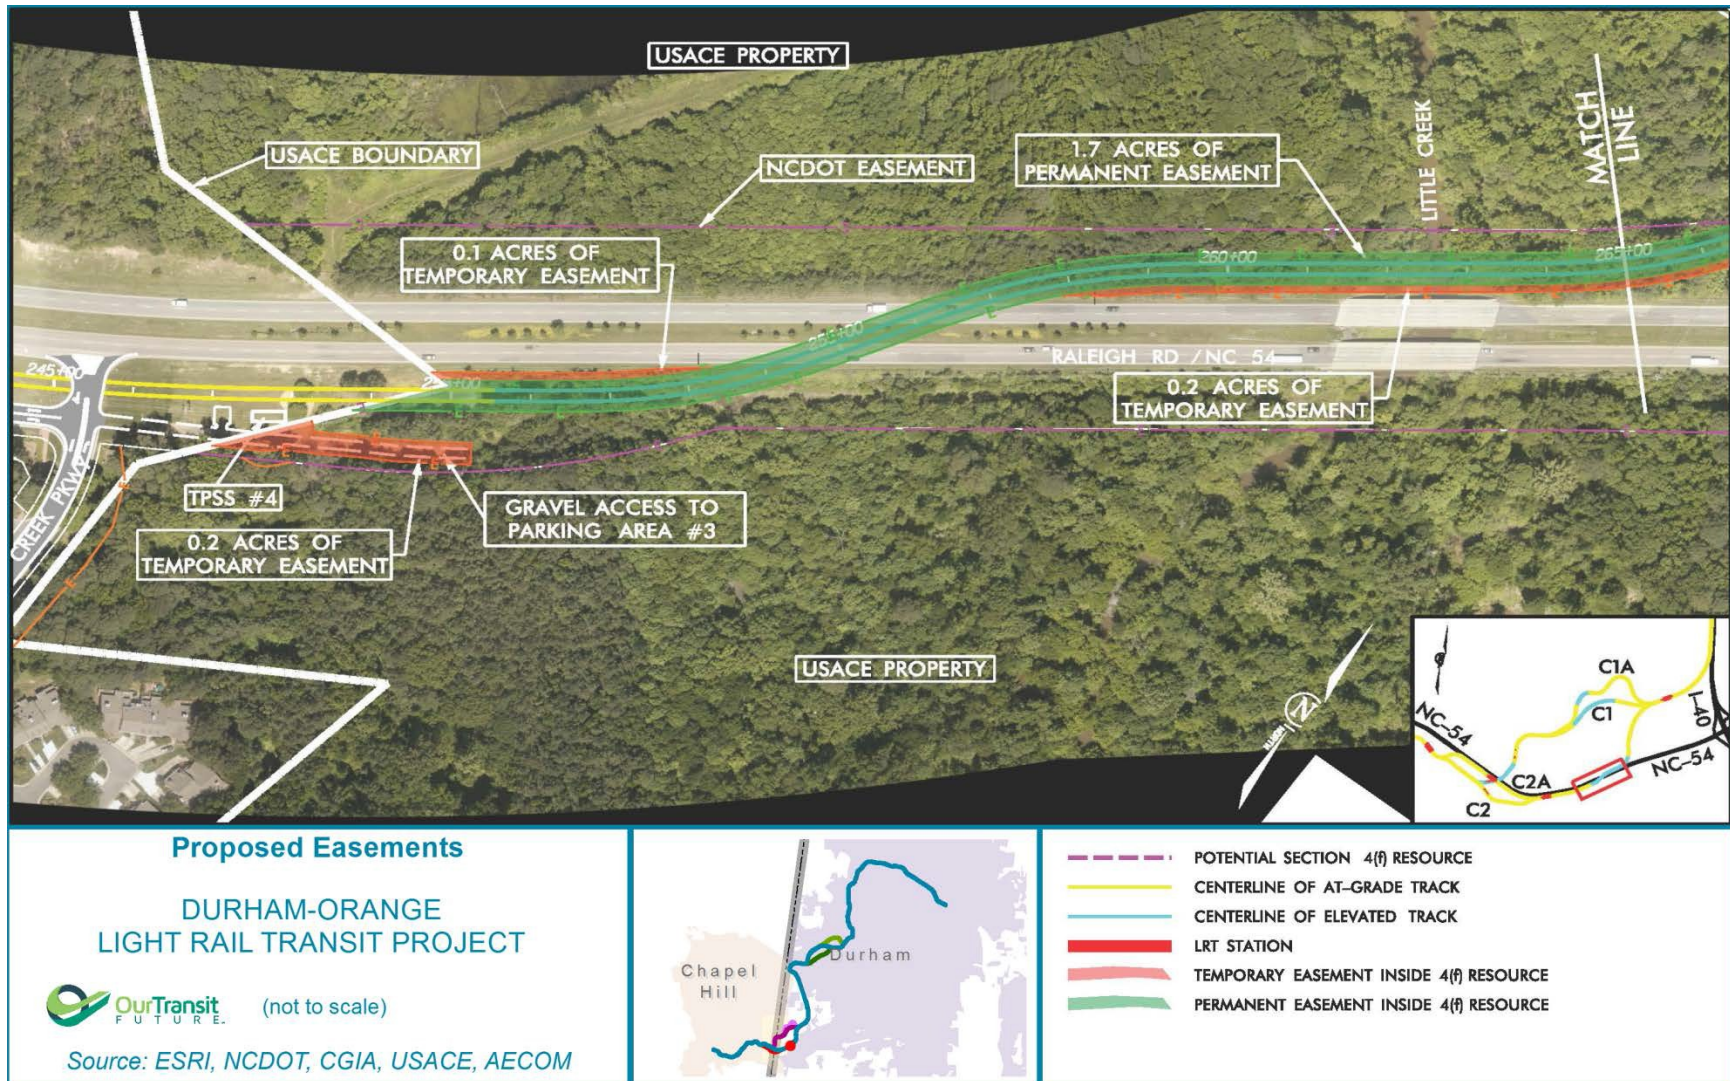 USACE PROPERTY
USACE BOUNDARY
NCDOT EASEMENT
1.7 ACRES OF
PERMANENT EASEMENT
LITTLE CREEK
MATCH
LINE
0.1 ACRES OF
TEMPORARY EASEMENT
260+00
265+00
255+00
245+00
RALEIGH RD / NC 54
0.2 ACRES OF
TEMPORARY EASEMENT
TPSS #4
GRAVEL ACCESS TO
PARKING AREA #3
0.2 ACRES OF
TEMPORARY EASEMENT
CREEK PKWY
USACE PROPERTY
N
NORTH
C1A
C1
I-40
NC-54
NC-54
C2A
C2
Proposed Easements
DURHAM-ORANGE
LIGHT RAIL TRANSIT PROJECT
OurTransit
FUTURE
(not to scale)
Source: ESRI, NCDOT, CGIA, USACE, AECOM
Durham
Chapel
Hill
POTENTIAL SECTION 4(f) RESOURCE
CENTERLINE OF AT-GRADE TRACK
CENTERLINE OF ELEVATED TRACK
LRT STATION
TEMPORARY EASEMENT INSIDE 4(f) RESOURCE
PERMANENT EASEMENT INSIDE 4(f) RESOURCE